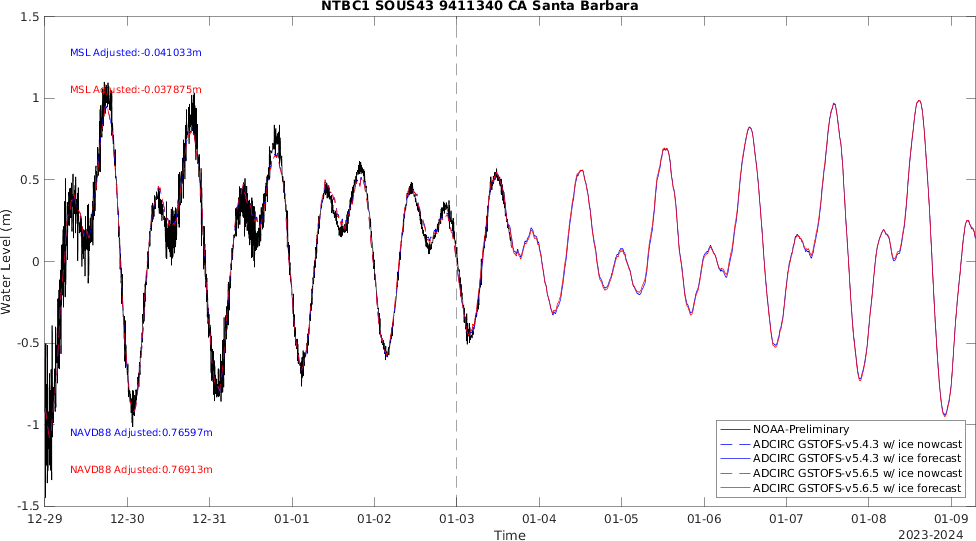 NTBC1 SOUS43 9411340 CA Santa Barbara
1.5
MSL Adjusted:-0.041033m
MSL Adjusted:-0.037875m
1
0.5
Water Level (m)
0
-0.5
-1
NAVD88 Adjusted:0.76597m
NAVD88 Adjusted:0.76913m
NOAA-Preliminary
ADCIRC GSTOFS-v5.4.3 w/ ice nowcast
ADCIRC GSTOFS-v5.4.3 w/ ice forecast
ADCIRC GSTOFS-v5.6.5 w/ ice nowcast
ADCIRC GSTOFS-v5.6.5 w/ ice forecast
-1.5
12-29 12-30 12-31 01-01 01-02 01-03 01-04 01-05 01-06 01-07 01-08 01-09
Time
2023-2024